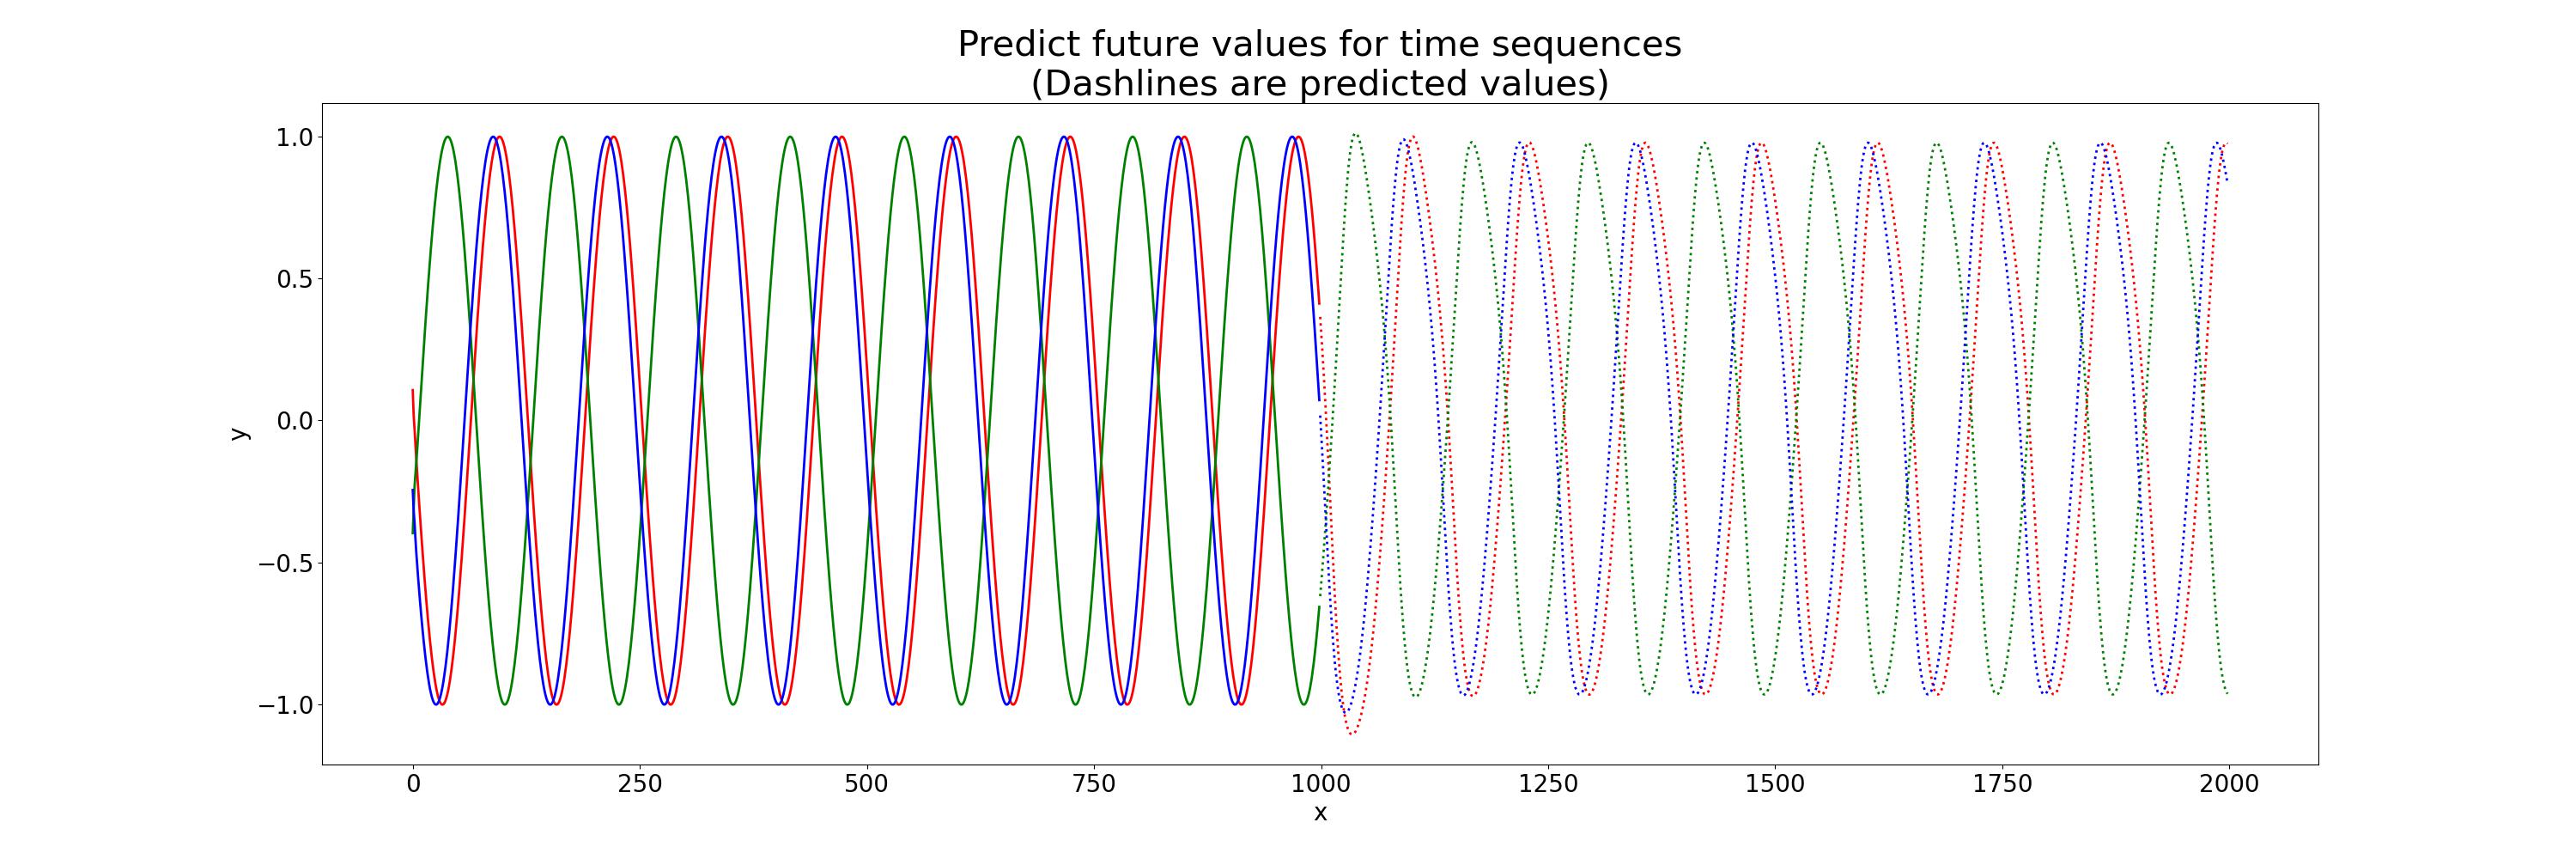 Predict future values for time sequences
(Dashlines are predicted values)
1.0
0.5
0.0
−0.5
−1.0
y
0 250 500 750 1000 1250 1500 1750 2000
x